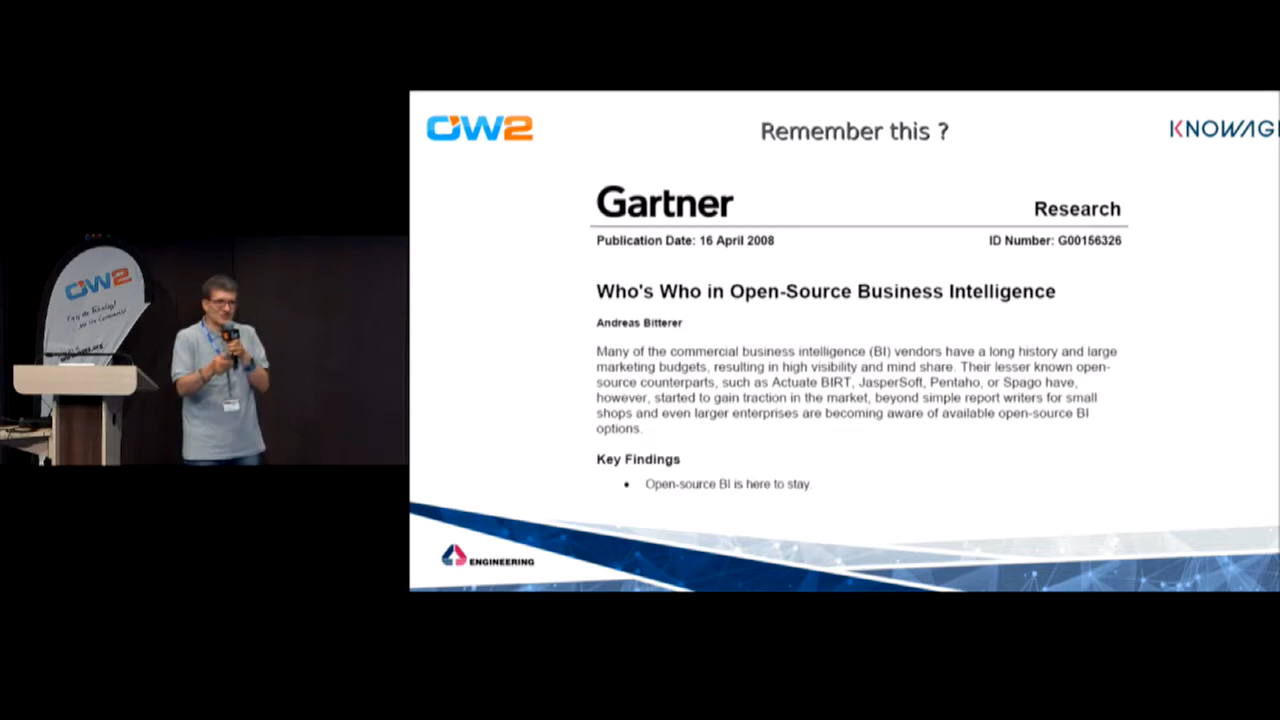 OW2
Remember this ?
KNOWAG
Gartner
Research
Publication Date: 16 April 2008
ID Number: G00156326
Who's Who in Open-Source Business Intelligence
Andreas Bitterer
Many of the commercial business intelligence (BI) vendors have a long history and large
marketing budgets, resulting in high visibility and mind share. Their lesser known open-
source counterparts, such as Actuate BIRT, JasperSoft, Pentaho, or Spago have,
however, started to gain traction in the market, beyond simple report writers for small
shops and even larger enterprises are becoming aware of available open-source BI
options.
Key Findings
• Open-source BI is here to stay.
ENGINEERING
OW2